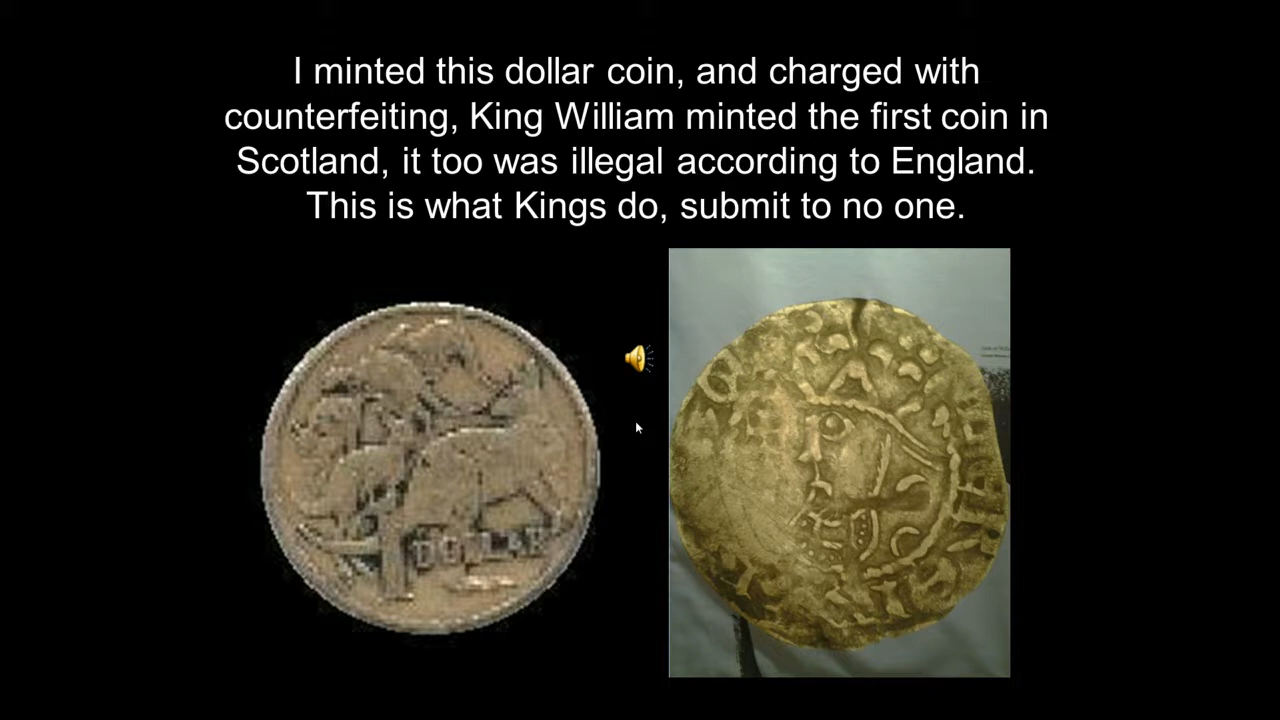 I minted this dollar coin, and charged with
counterfeiting, King William minted the first coin in
Scotland, it too was illegal according to England.
This is what Kings do, submit to no one.
DOLLAR